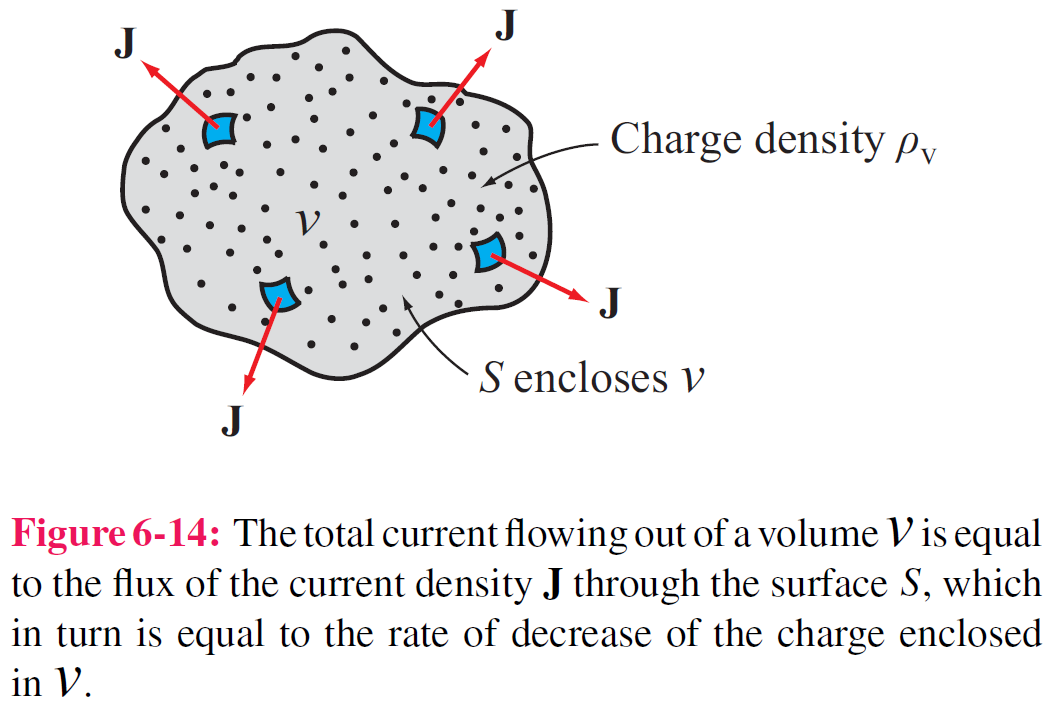 J
J
Charge density ρv
v
J
S encloses v
J
Figure 6-14: The total current flowing out of a volume V is equal
to the flux of the current density J through the surface S, which
in turn is equal to the rate of decrease of the charge enclosed
in V.